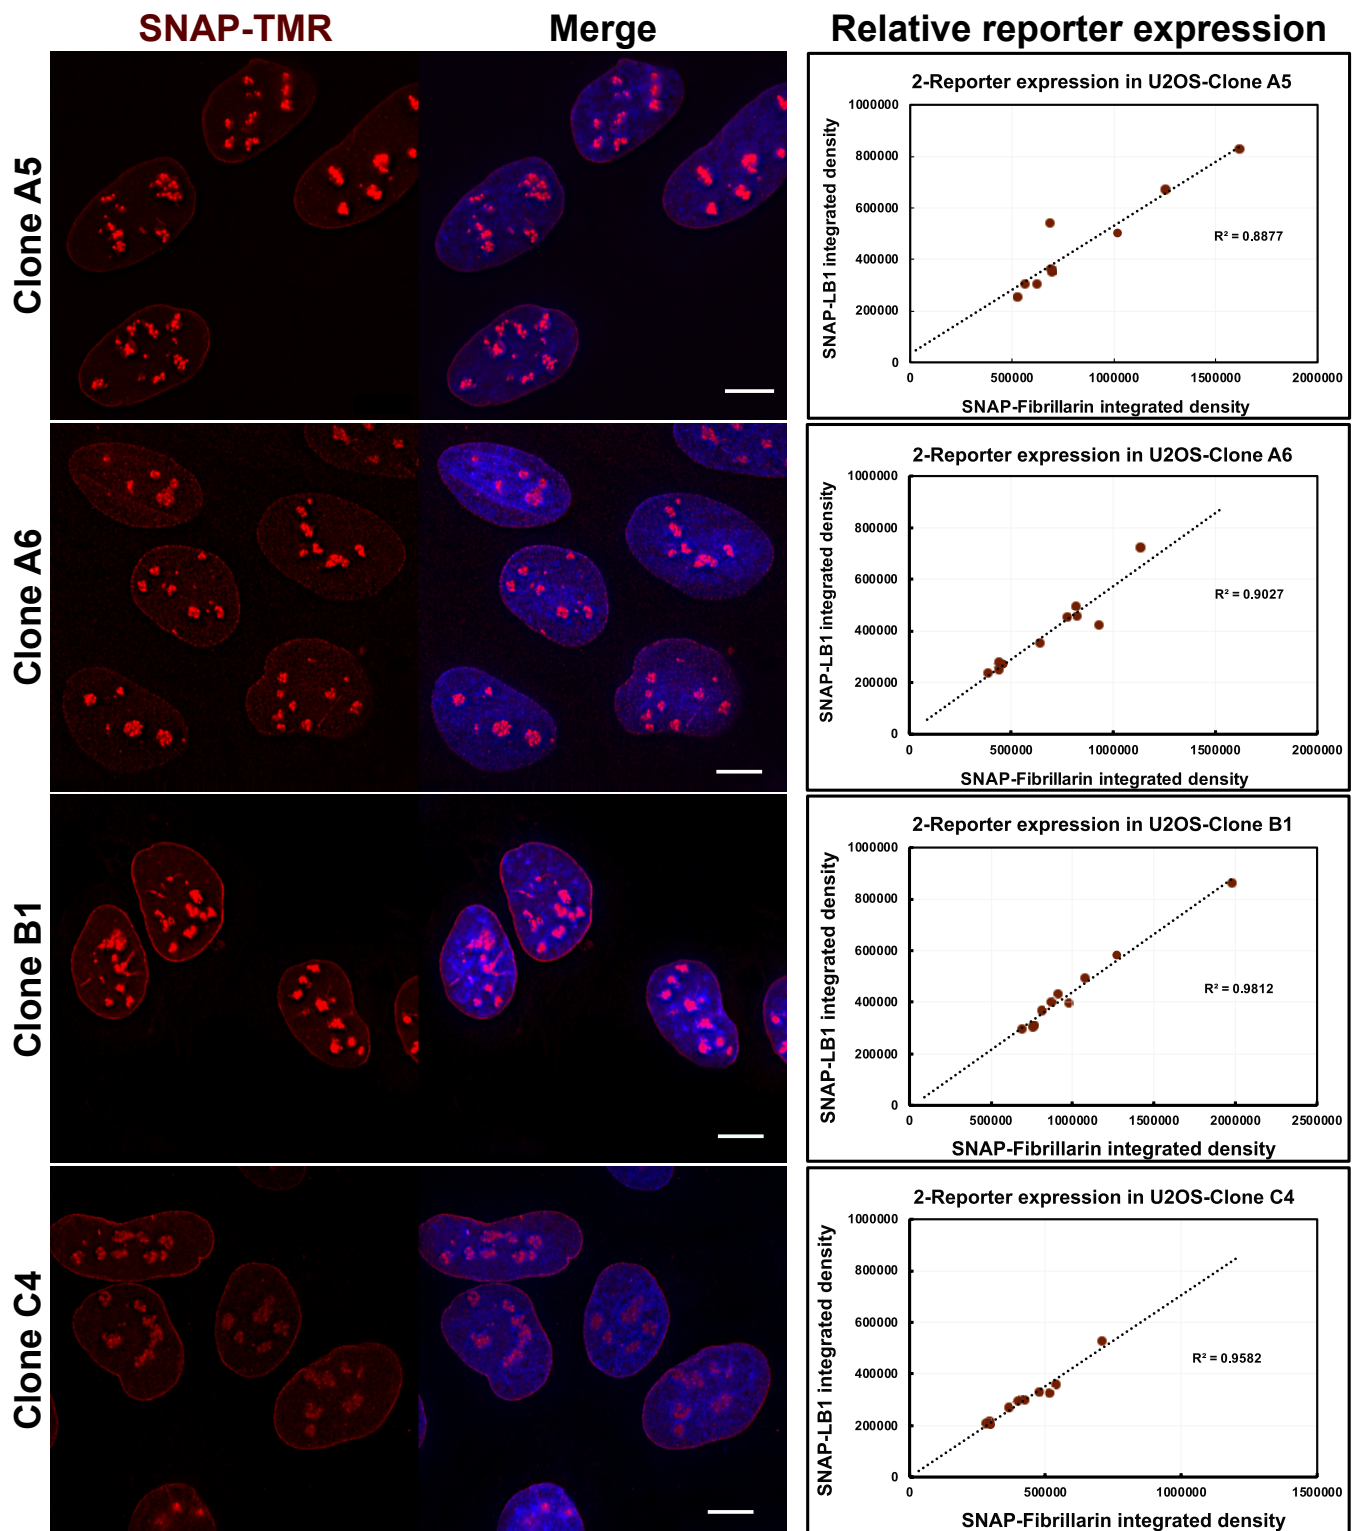 SNAP-TMR Merge Relative reporter expression
Clone A5
2-Reporter expression in U2OS-Clone A5
SNAP-LB1 integrated density
1000000
800000
600000
400000
200000
0
R² = 0.8877
0 500000 1000000 1500000 2000000
SNAP-Fibrillarin integrated density
Clone A6
2-Reporter expression in U2OS-Clone A6
SNAP-LB1 integrated density
1000000
800000
600000
400000
200000
0
R² = 0.9027
0 500000 1000000 1500000 2000000
SNAP-Fibrillarin integrated density
Clone B1
2-Reporter expression in U2OS-Clone B1
SNAP-LB1 integrated density
1000000
800000
600000
400000
200000
0
R² = 0.9812
0 500000 1000000 1500000 2000000 2500000
SNAP-Fibrillarin integrated density
Clone C4
2-Reporter expression in U2OS-Clone C4
SNAP-LB1 integrated density
1000000
800000
600000
400000
200000
0
R² = 0.9582
0 500000 1000000 1500000
SNAP-Fibrillarin integrated density